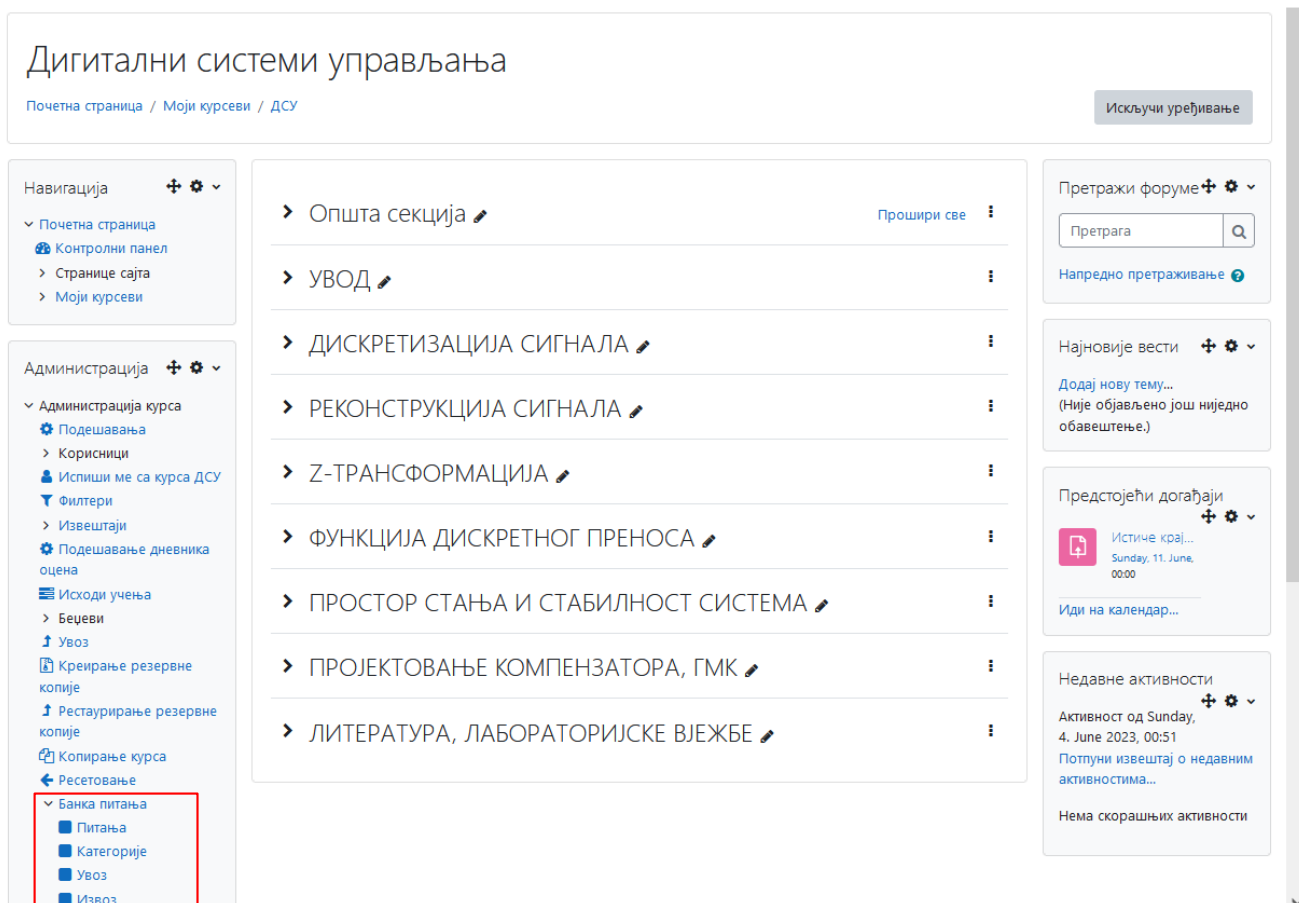 Дигитални системи управљања
Почетна страница / Моји курсеви / ДСУ
Искључи уређивање
Навигација
Почетна страница
Контролни панел
Странице сајта
Моји курсеви
Администрација
Администрација курса
Подешавања
Корисници
Испиши ме са курса ДСУ
Филтери
Извештаји
Подешавање дневника
оцена
Исходи учења
Беџеви
Увоз
Креирање резервне
копије
Рестаурирање резервне
копије
Копирање курса
Ресетовање
Банка питања
Питања
Категорије
Увоз
Извоз
Општа секција
Прошири све
УВОД
ДИСКРЕТИЗАЦИЈА СИГНАЛА
РЕКОНСТРУКЦИЈА СИГНАЛА
Z-ТРАНСФОРМАЦИЈА
ФУНКЦИЈА ДИСКРЕТНОГ ПРЕНОСА
ПРОСТОР СТАЊА И СТАБИЛНОСТ СИСТЕМА
ПРОЈЕКТОВАЊЕ КОМПЕНЗАТОРА, ГМК
ЛИТЕРАТУРА, ЛАБОРАТОРИЈСКЕ ВЈЕЖБЕ
Претражи форуме
Претрага
Напредно претраживање
Најновије вести
Додај нову тему...
(Није објављено још ниједно
обавештење.)
Предстојећи догађаји
Истиче крај...
Sunday, 11. June,
00:00
Иди на календар...
Недавне активности
Активност од Sunday,
4. June 2023, 00:51
Потпуни извештај о недавним
активностима...
Нема скорашњих активности